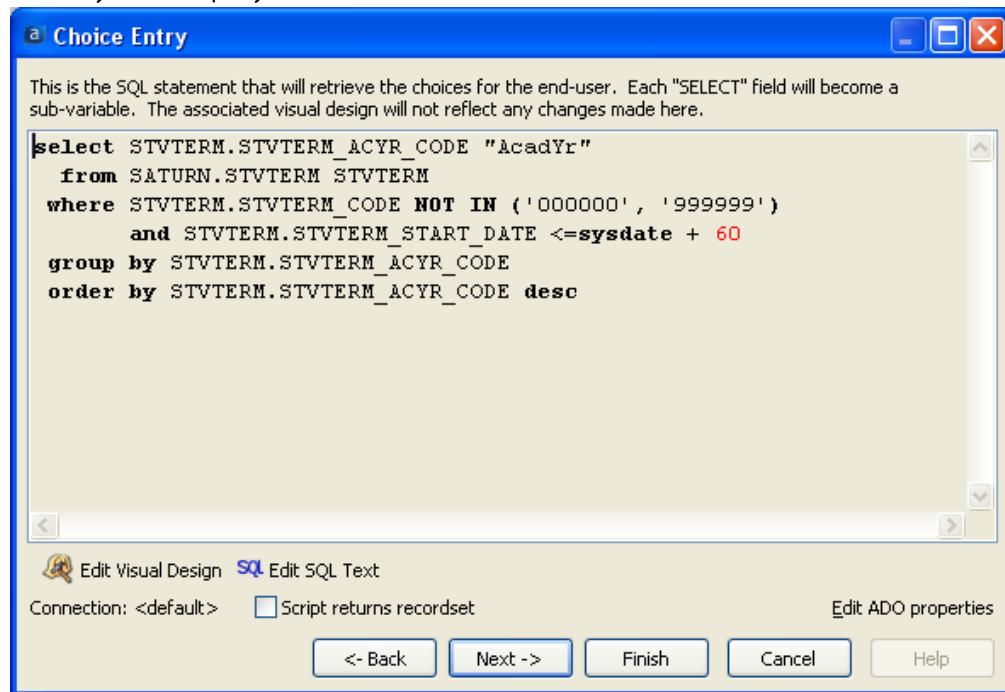 Choice Entry
This is the SQL statement that will retrieve the choices for the end-user. Each "SELECT" field will become a
sub-variable. The associated visual design will not reflect any changes made here.
select STVTERM.STVTERM_ACYR_CODE "AcadYr"
from SATURN.STVTERM STVTERM
where STVTERM.STVTERM_CODE NOT IN ('000000', '999999')
and STVTERM.STVTERM_START_DATE <=sysdate + 60
group by STVTERM.STVTERM_ACYR_CODE
order by STVTERM.STVTERM_ACYR_CODE desc
Edit Visual Design SQL Edit SQL Text
Connection: <default> Script returns recordset Edit ADO properties
<- Back Next -> Finish Cancel Help